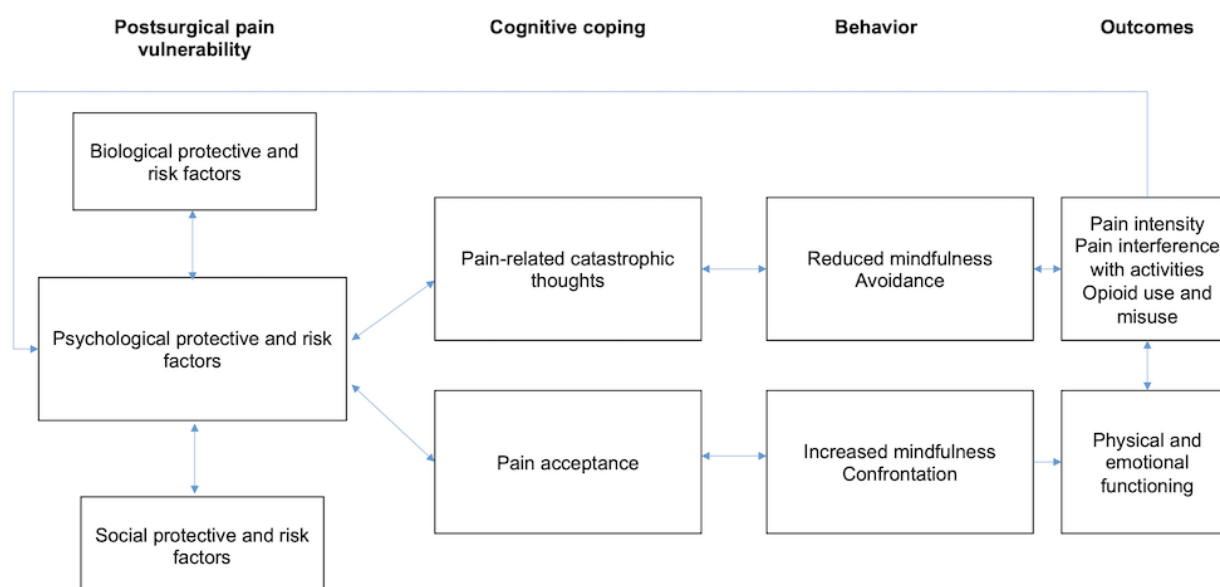 Postsurgical pain
vulnerability
Cognitive coping
Behavior
Outcomes
Biological protective and
risk factors
Psychological protective and risk
factors
Social protective and risk
factors
Pain-related catastrophic
thoughts
Pain acceptance
Reduced mindfulness
Avoidance
Increased mindfulness
Confrontation
Pain intensity
Pain interference
with activities
Opioid use and
misuse
Physical and
emotional
functioning